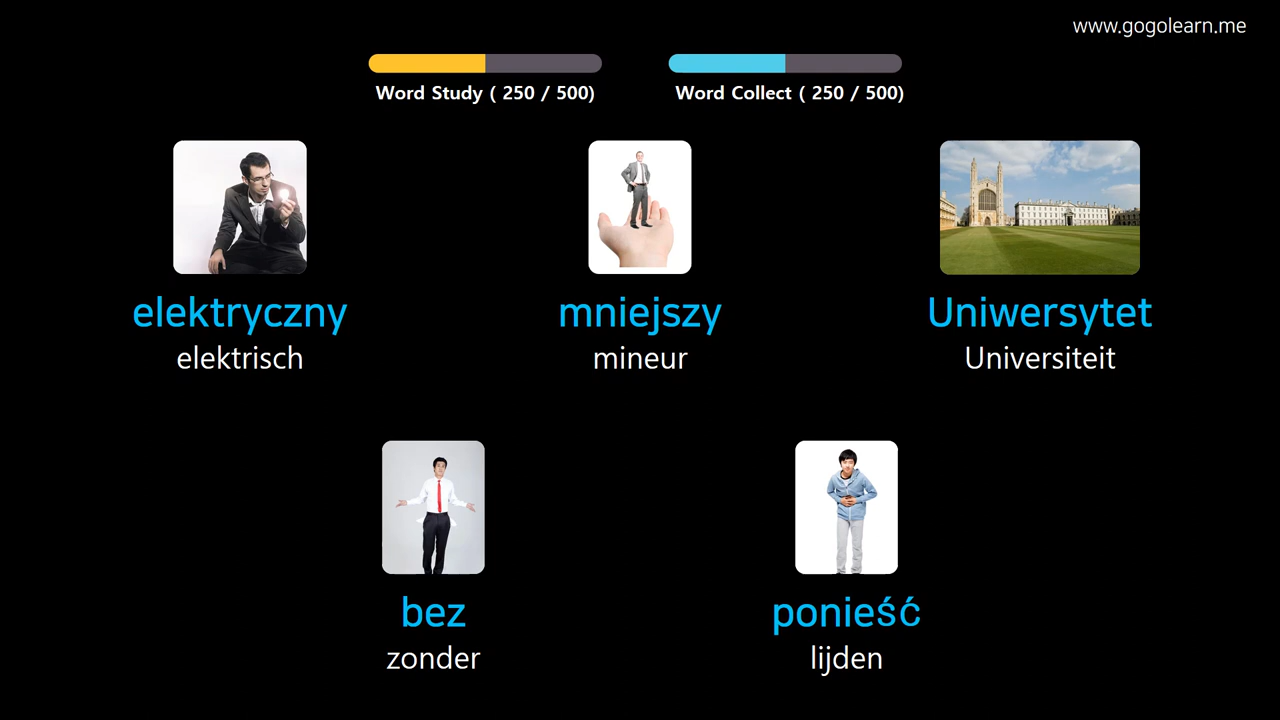 www.gogolearn.me
Word Study ( 250 / 500)
Word Collect ( 250 / 500)
elektryczny
elektrisch
mniejszy
mineur
Uniwersytet
Universiteit
bez
zonder
ponieść
lijden